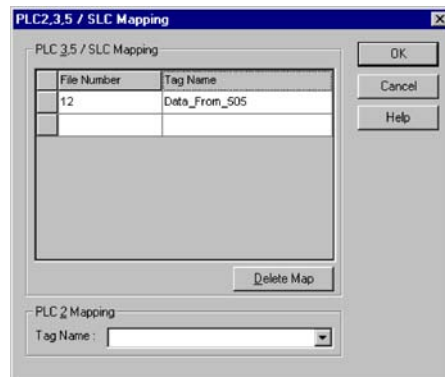 PLC2,3,5 / SLC Mapping
PLC 3,5 / SLC Mapping
File Number Tag Name
12 Data_From_505
Delete Map
PLC 2 Mapping
Tag Name :
OK
Cancel
Help